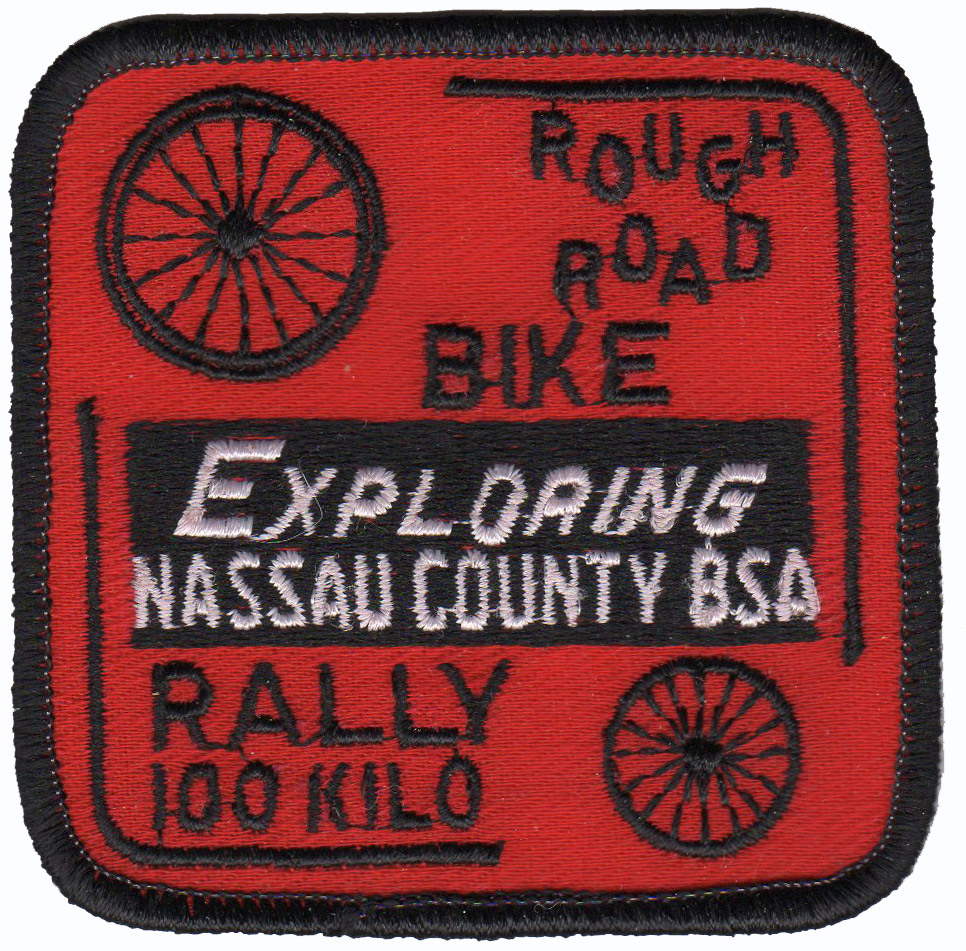 ROUGH
ROAD
BIKE
EXPLORING
NASSAU COUNTY BSA
RALLY
100 KILO